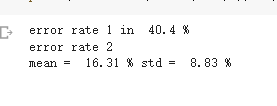 error rate 1 in 40.4 %
error rate 2
mean = 16.31 % std = 8.83 %